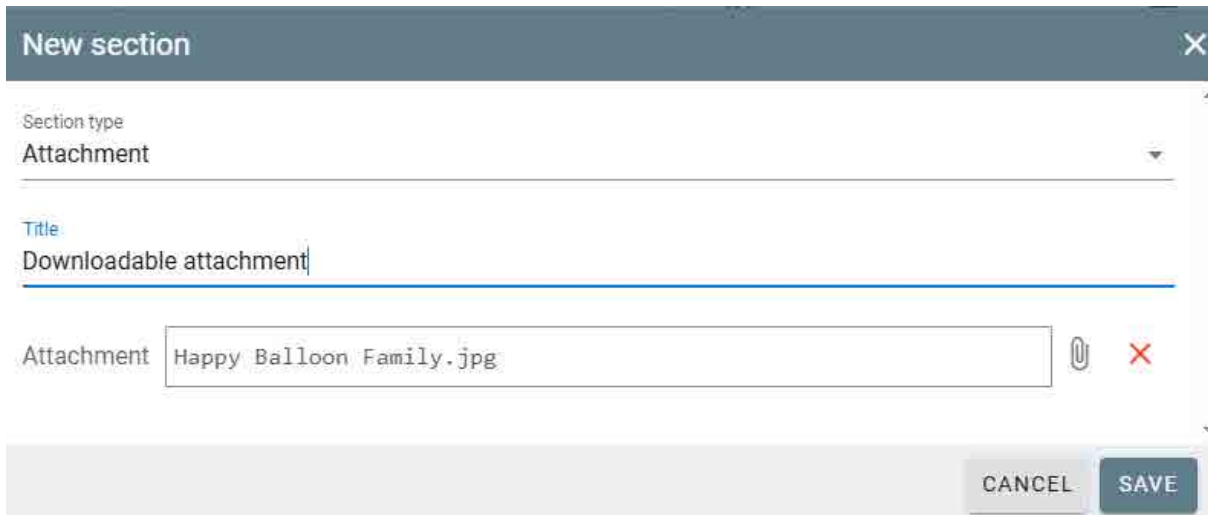 New section
Section type
Attachment
Title
Downloadable attachment
Attachment Happy Balloon Family.jpg
CANCEL SAVE